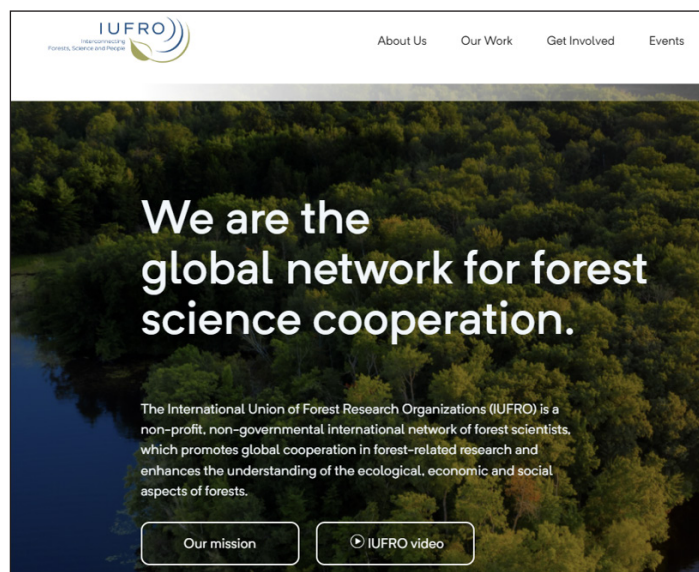 IUFRO
Interconnecting
Forests, Science and People
About Us Our Work Get Involved Events
We are the
global network for forest
science cooperation.
The International Union of Forest Research Organizations (IUFRO) is a
non-profit, non-governmental international network of forest scientists,
which promotes global cooperation in forest-related research and
enhances the understanding of the ecological, economic and social
aspects of forests.
Our mission IUFRO video